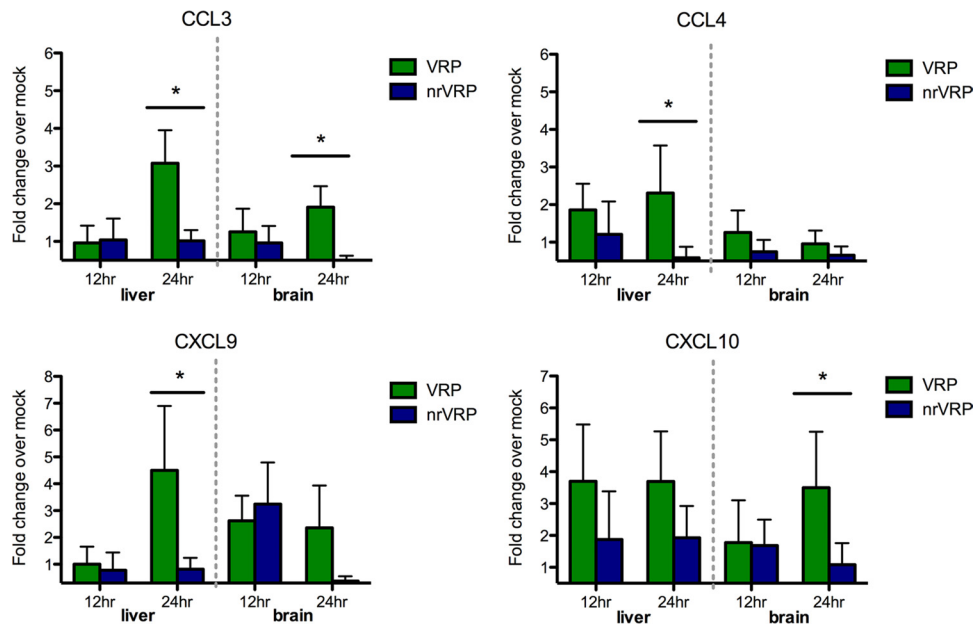 CCL3
Fold change over mock
6
5
4
3
2
1
*
*
VRP
nrVRP
12hr 24hr 12hr 24hr
liver brain
CCL4
Fold change over mock
6
5
4
3
2
1
*
VRP
nrVRP
12hr 24hr 12hr 24hr
liver brain
CXCL9
Fold change over mock
8
7
6
5
4
3
2
1
*
VRP
nrVRP
12hr 24hr 12hr 24hr
liver brain
CXCL10
Fold change over mock
7
6
5
4
3
2
1
*
VRP
nrVRP
12hr 24hr 12hr 24hr
liver brain